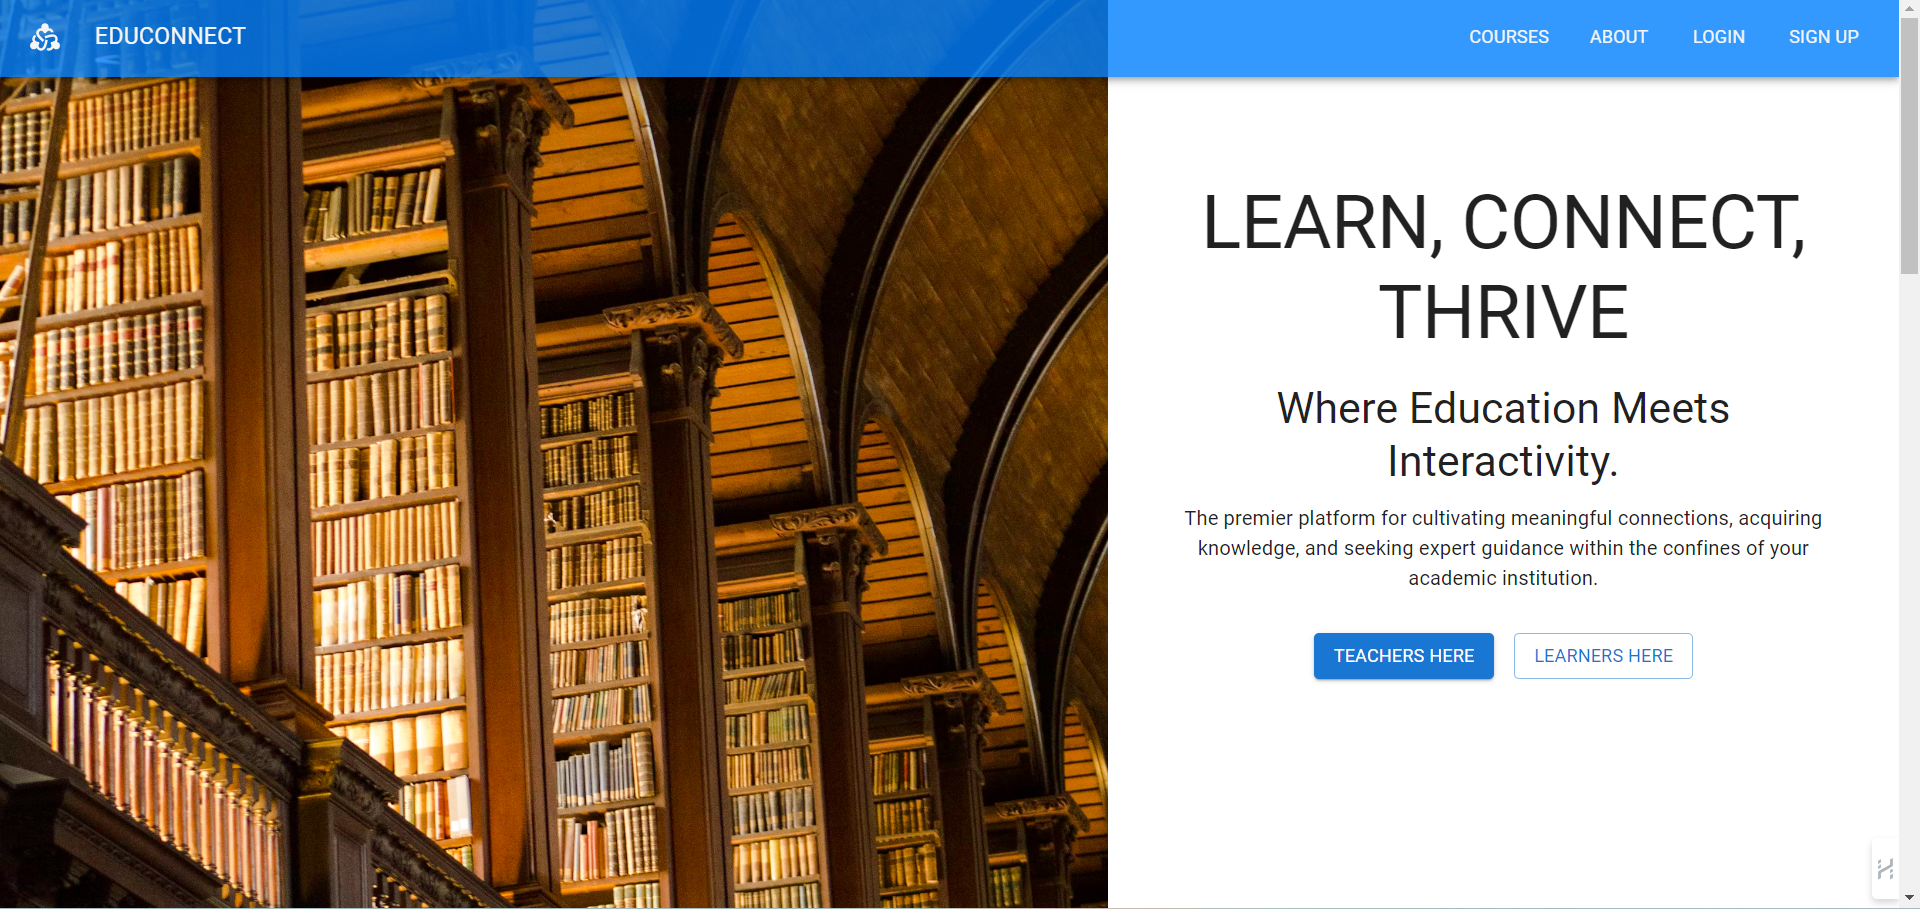 EDUCONNECT
COURSES ABOUT LOGIN SIGN UP
LEARN, CONNECT,
THRIVE
Where Education Meets
Interactivity.
The premier platform for cultivating meaningful connections, acquiring
knowledge, and seeking expert guidance within the confines of your
academic institution.
TEACHERS HERE LEARNERS HERE